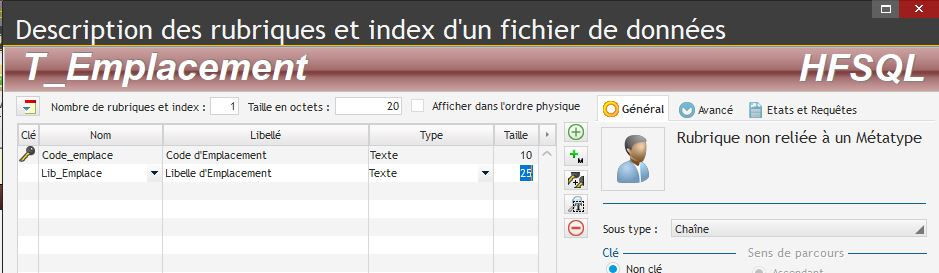 Description des rubriques et index d'un fichier de données
T_Emplacement HFSQL
Nombre de rubriques et index : 1 Taille en octets : 20 Afficher dans l'ordre physique
Général Avancé Etats et Requêtes
Clé Nom Libellé Type Taille
Rubrique non reliée à un Métatype
Code_emplace Code d'Emplacement Texte 10
Lib_Emplace Libelle d'Emplacement Texte 25
Sous type : Chaîne
Clé Sens de parcours
Non clé Ascendant